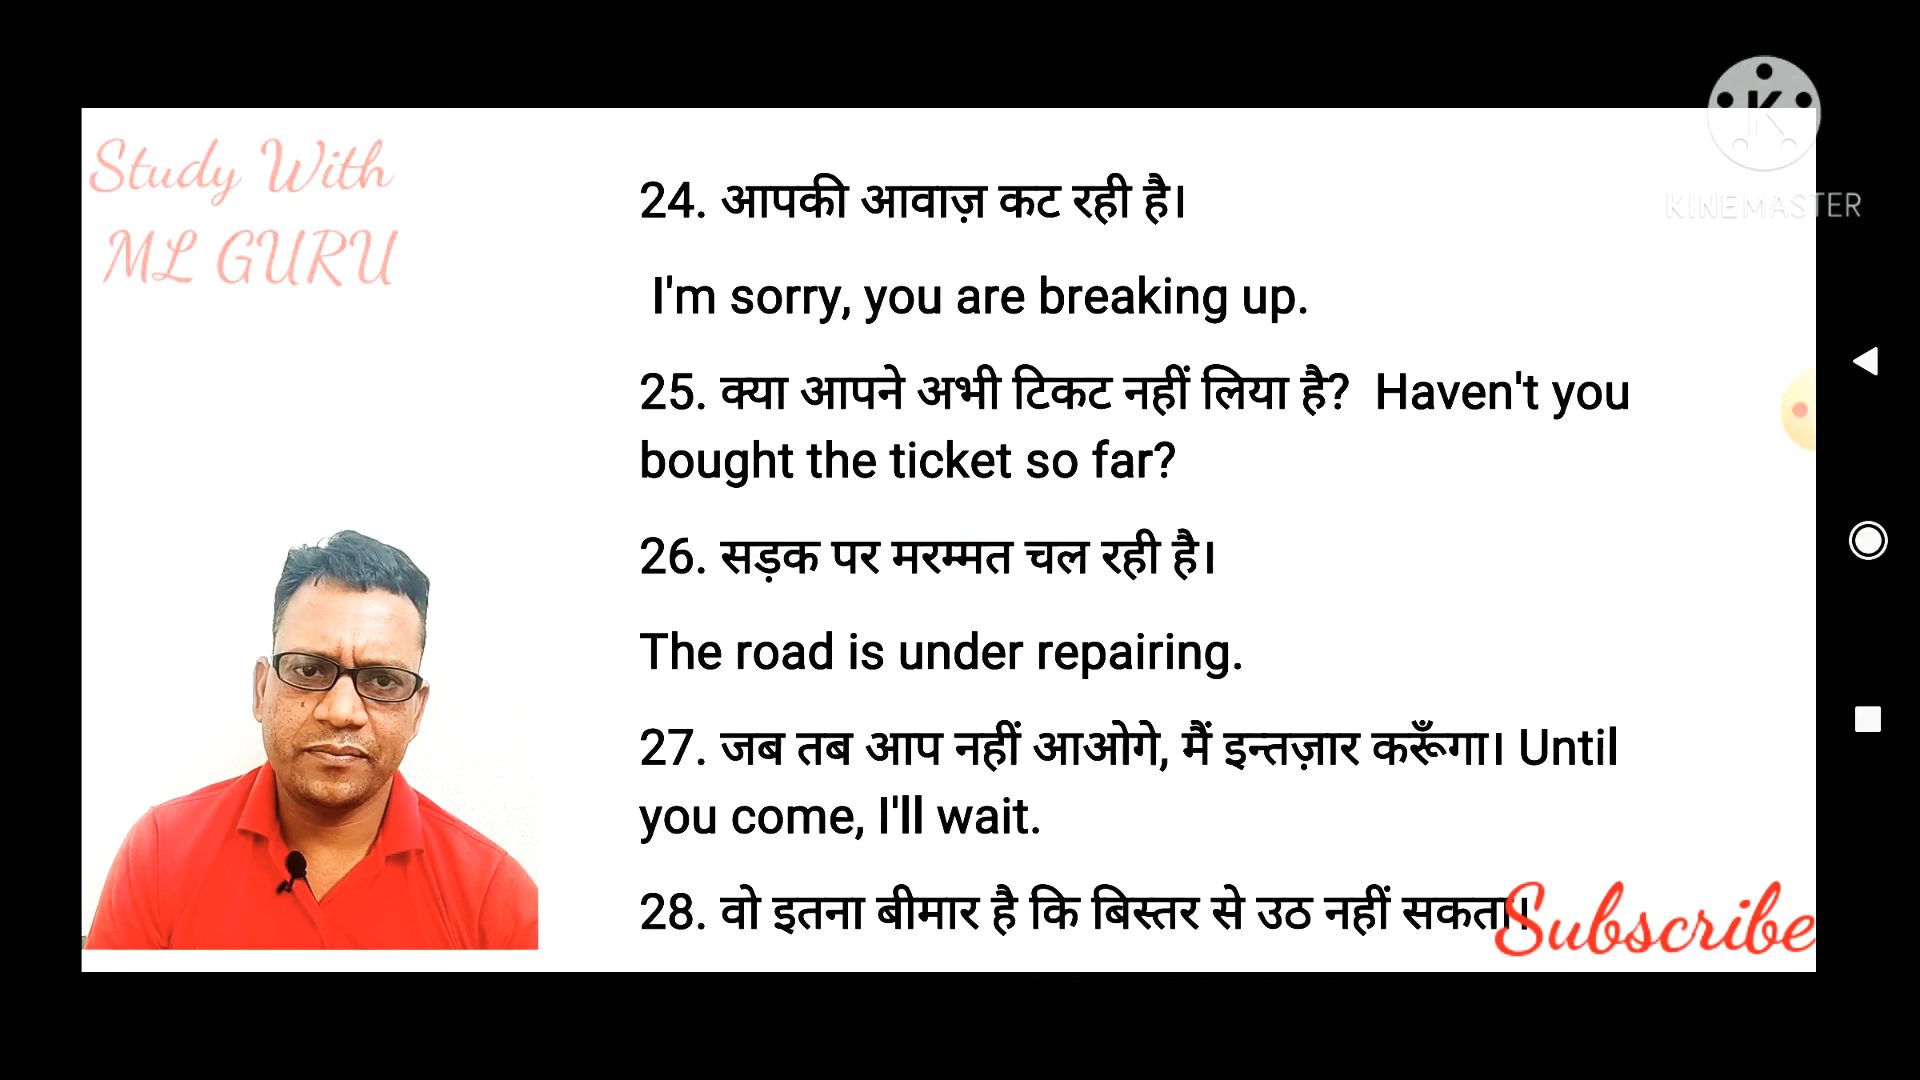 Study With
ML GURU
KINEMASTER
24. आपकी आवाज़ कट रही है।
I'm sorry, you are breaking up.
25. क्या आपने अभी टिकट नहीं लिया है? Haven't you
bought the ticket so far?
26. सड़क पर मरम्मत चल रही है।
The road is under repairing.
27. जब तब आप नहीं आओगे, मैं इन्तज़ार करूँगा। Until
you come, I'll wait.
28. वो इतना बीमार है कि बिस्तर से उठ नहीं सकता।
Subscribe